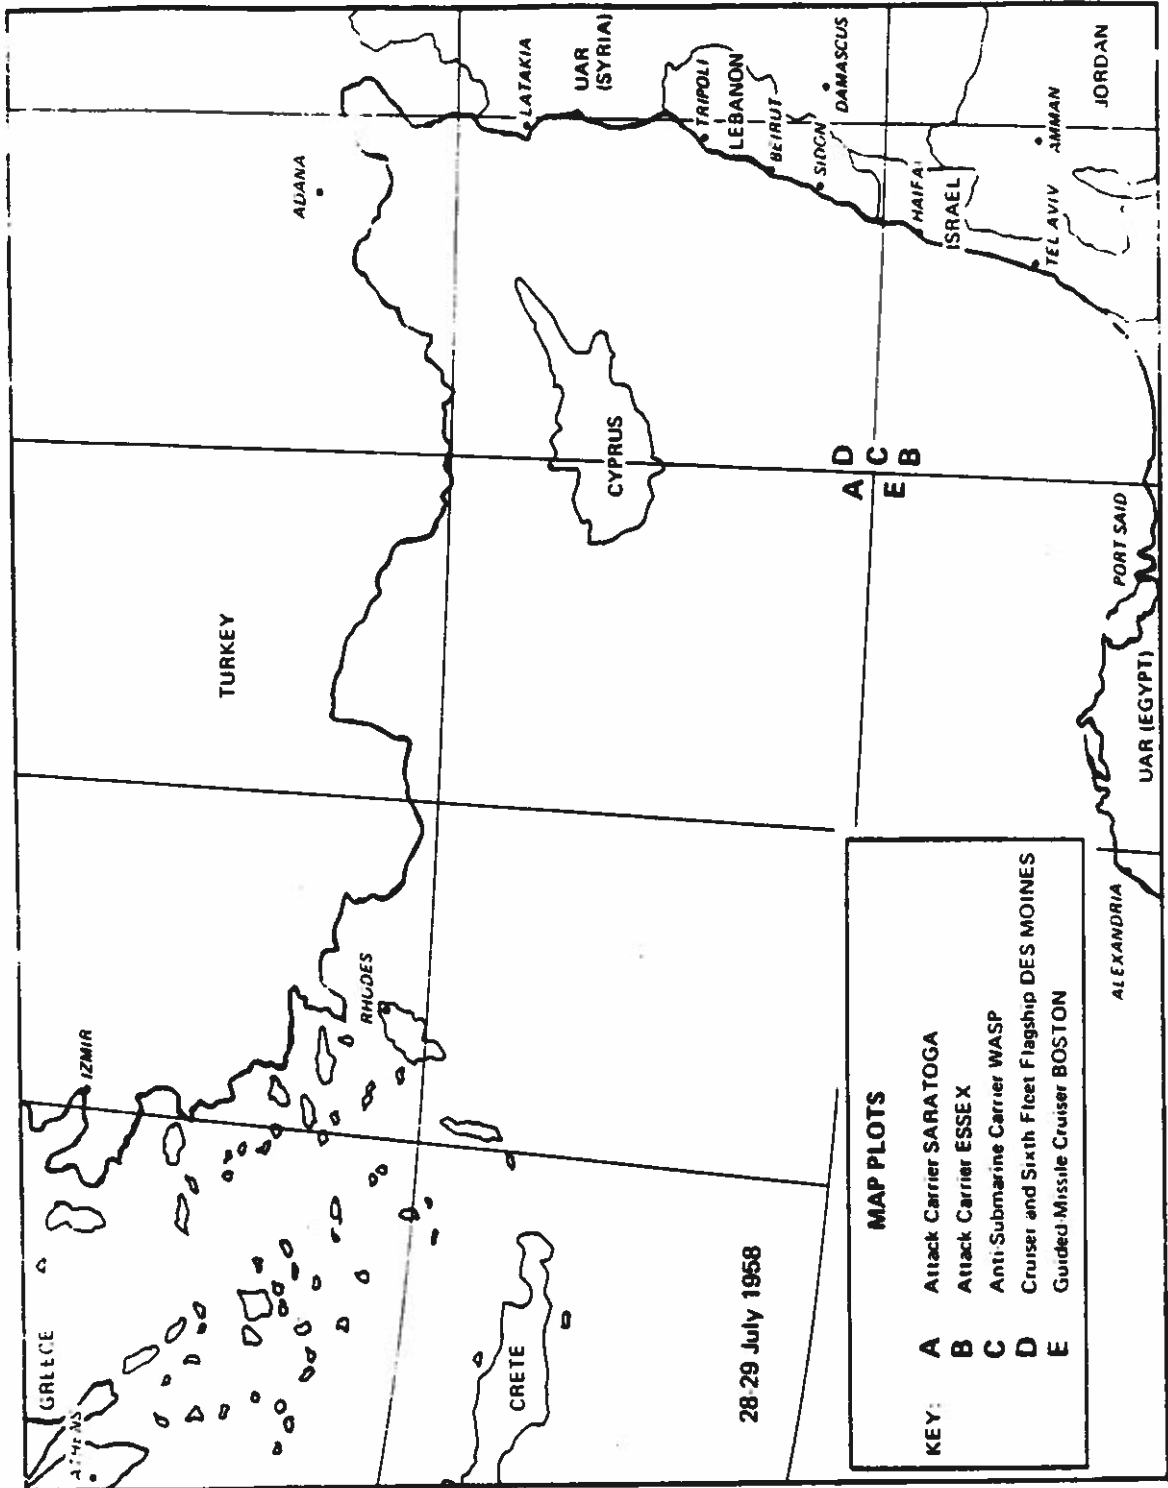 GREECE
ATHENS
IZMIR
TURKEY
ADANA
RHODES
CRETE
CYPRUS
LATAKIA
UAR
(SYRIA)
TRIPOLI
LEBANON
BEIRUT
SIDON
DAMASCUS
HAIFA
ISRAEL
TEL AVIV
AMMAN
JORDAN
A D
E C
B
PORT SAID
UAR (EGYPT)
ALEXANDRIA
28-29 July 1958
MAP PLOTS
KEY:
A Attack Carrier SARATOGA
B Attack Carrier ESSEX
C Anti-Submarine Carrier WASP
D Cruiser and Sixth Fleet Flagship DES MOINES
E Guided-Missile Cruiser BOSTON